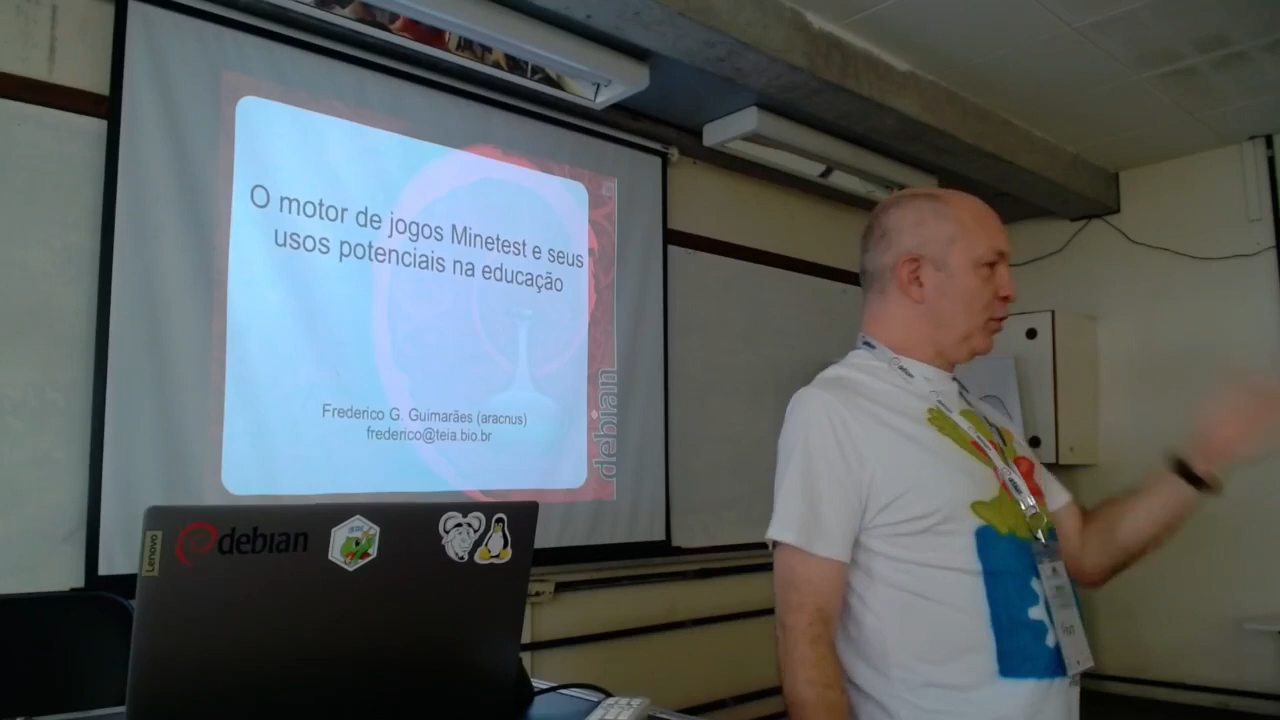 O motor de jogos Minetest e seus
usos potenciais na educação
Frederico G. Guimarães (aracnus)
frederico@teia.bio.br
debian
Lenovo
debian
debian